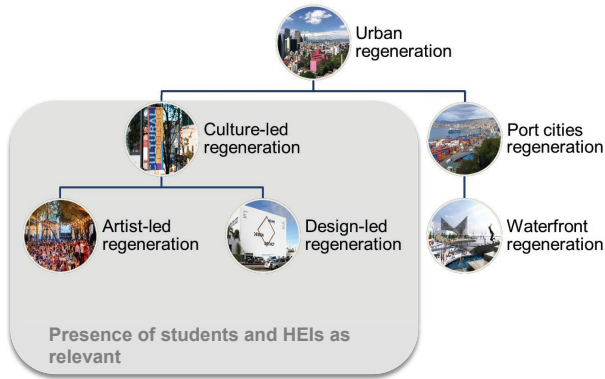 Urban
regeneration
Culture-led
regeneration
Port cities
regeneration
Artist-led
regeneration
Design-led
regeneration
Waterfront
regeneration
Presence of students and HEIs as
relevant